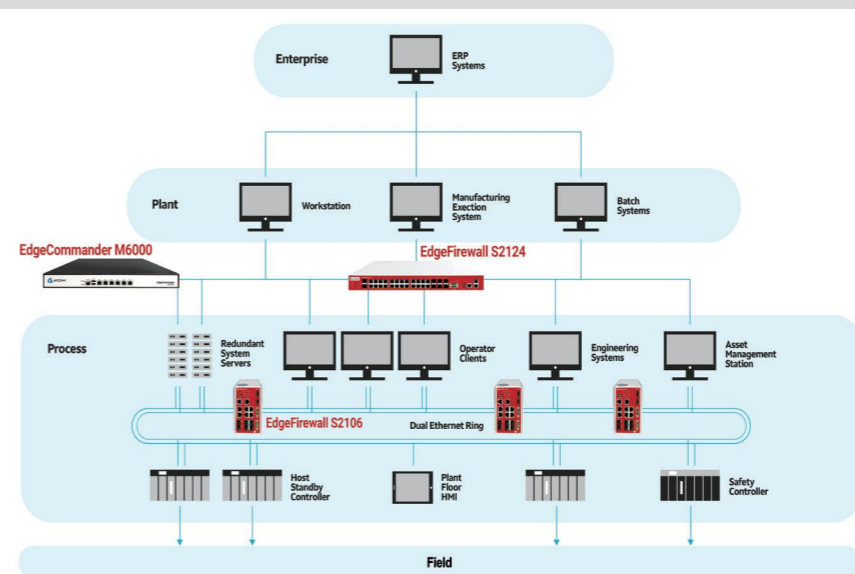 Enterprise
ERP
Systems
Plant
Workstation
Manufacturing
Exection
System
Batch
Systems
EdgeCommander M6000
EdgeFirewall S2124
Process
Redundant
System
Servers
Operator
Clients
Engineering
Systems
Asset
Management
Station
EdgeFirewall S2106
Dual Ethernet Ring
Host
Standby
Controller
Plant
Floor
HMI
Safety
Controller
Field